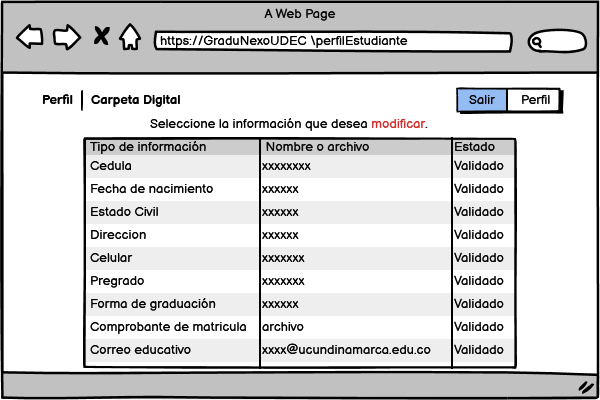 A Web Page
https://GraduNexoUDEC \perfilEstudiante
Perfil Carpeta Digital Salir Perfil
Seleccione la información que desea modificar.
Tipo de información Nombre o archivo Estado
Cedula xxxxxxxx Validado
Fecha de nacimiento xxxxxx Validado
Estado Civil xxxxxx Validado
Direccion xxxxxx Validado
Celular xxxxxxx Validado
Pregrado xxxxxxx Validado
Forma de graduación xxxxxx Validado
Comprobante de matricula archivo Validado
Correo educativo xxxx@ucundinamarca.edu.co Validado